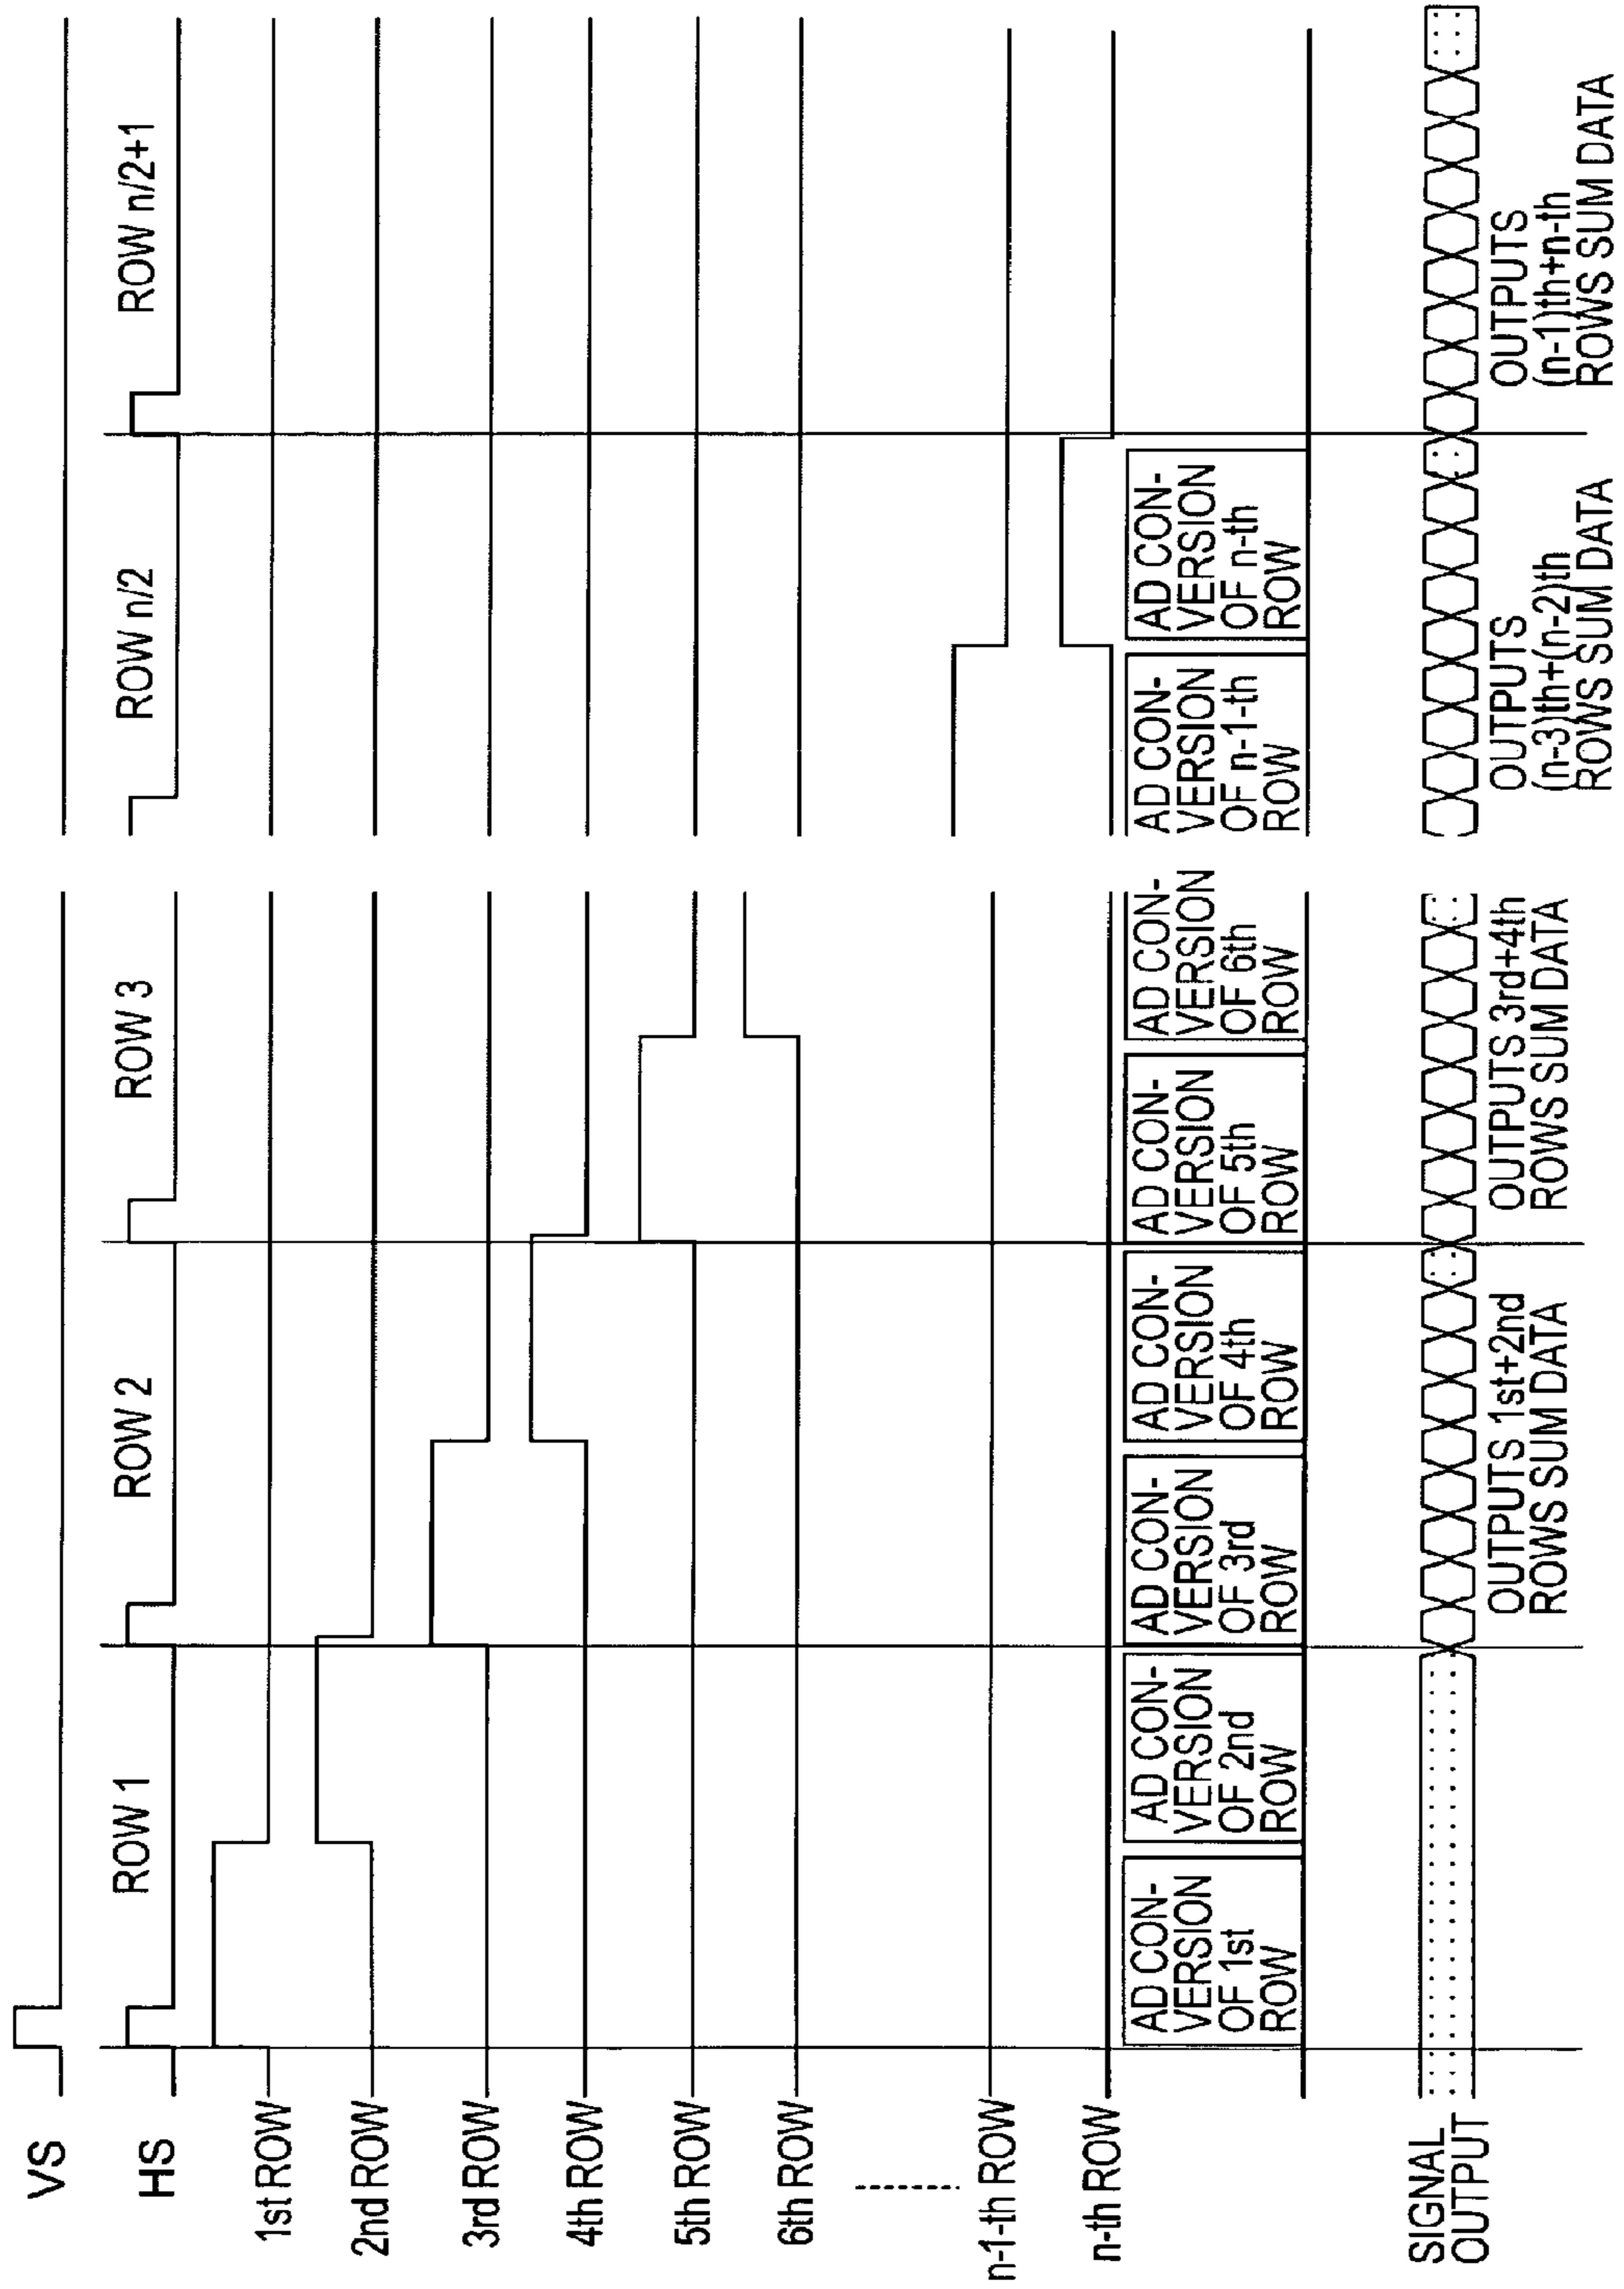 VS
HS
ROW 1
ROW 2
ROW 3
ROW n/2
ROW n/2+1
1st ROW
2nd ROW
3rd ROW
4th ROW
5th ROW
6th ROW
n-1-th ROW
n-th ROW
AD CON-
VERSION
OF 1st
ROW
AD CON-
VERSION
OF 2nd
ROW
AD CON-
VERSION
OF 3rd
ROW
AD CON-
VERSION
OF 4th
ROW
AD CON-
VERSION
OF 5th
ROW
AD CON-
VERSION
OF 6th
ROW
AD CON-
VERSION
OF n-1-th
ROW
AD CON-
VERSION
OF n-th
ROW
SIGNAL
OUTPUT
OUTPUTS 1st+2nd
ROWS SUM DATA
OUTPUTS 3rd+4th
ROWS SUM DATA
OUTPUTS
(n-3)th+(n-2)th
ROWS SUM DATA
OUTPUTS
(n-1)th+n-th
ROWS SUM DATA